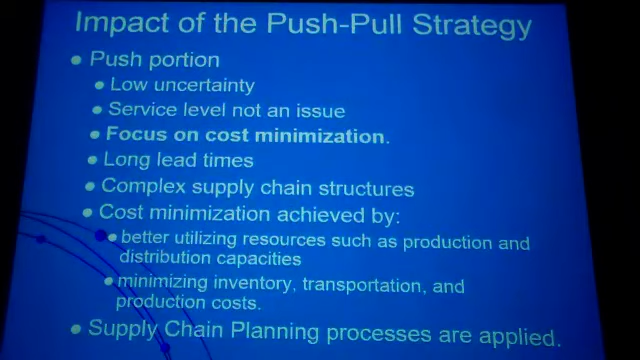 Impact of the Push-Pull Strategy
Push portion
Low uncertainty
Service level not an issue
Focus on cost minimization.
Long lead times
Complex supply chain structures
Cost minimization achieved by:
better utilizing resources such as production and
distribution capacities
minimizing inventory, transportation, and
production costs.
Supply Chain Planning processes are applied.